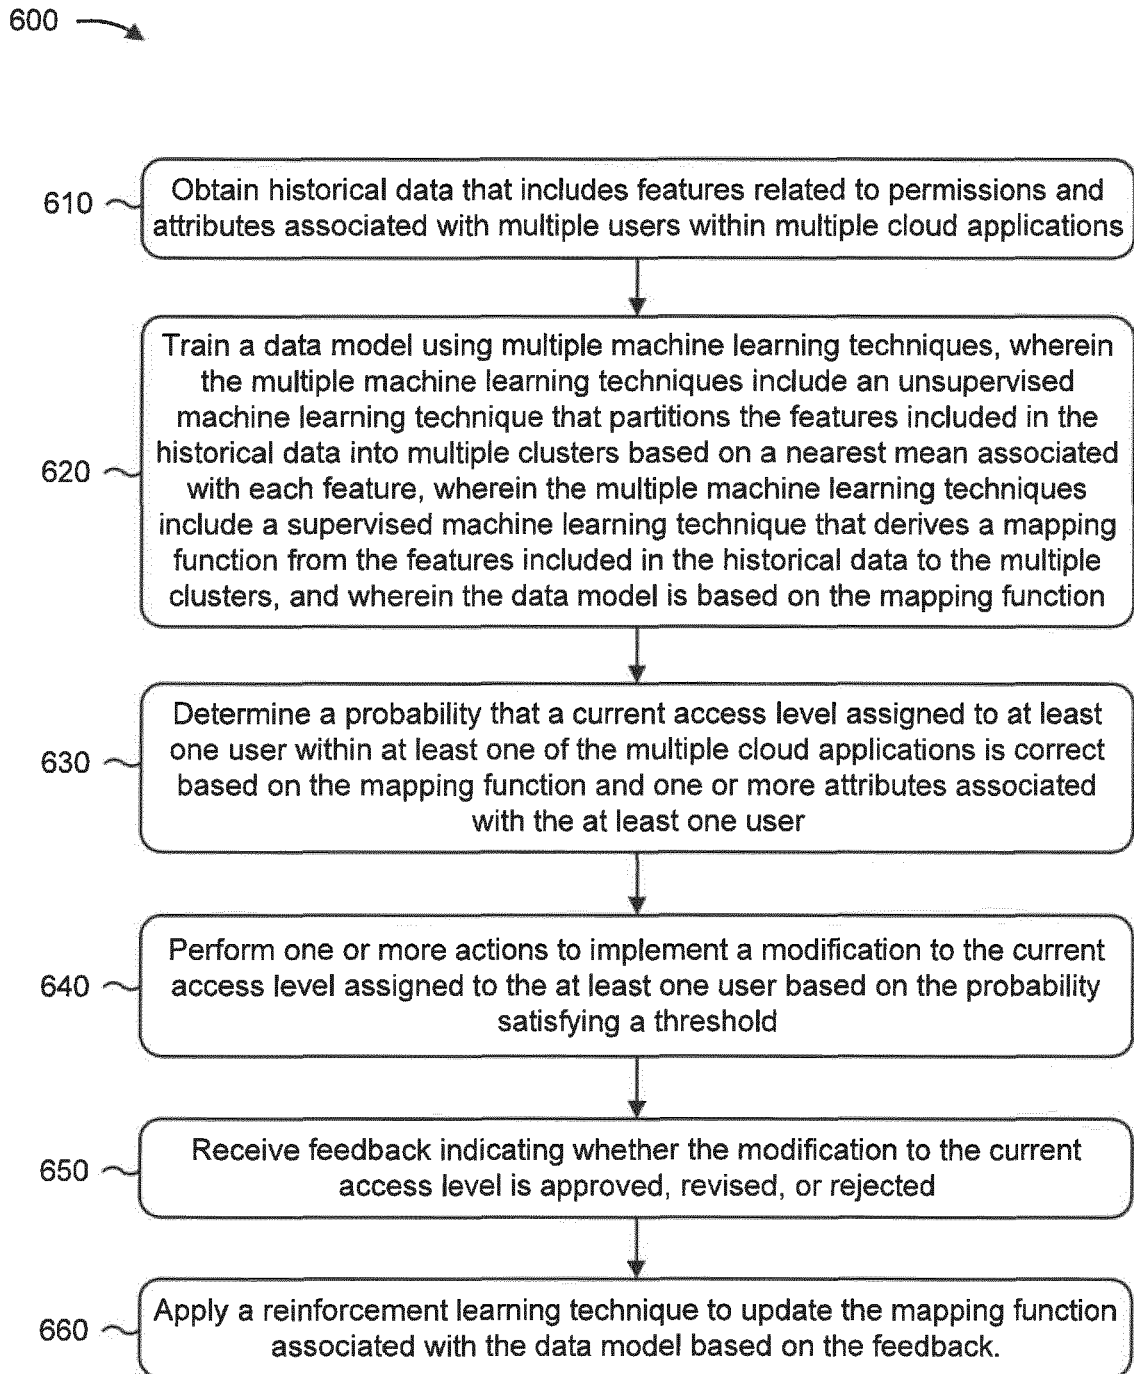 600
610
Obtain historical data that includes features related to permissions and
attributes associated with multiple users within multiple cloud applications
620
Train a data model using multiple machine learning techniques, wherein
the multiple machine learning techniques include an unsupervised
machine learning technique that partitions the features included in the
historical data into multiple clusters based on a nearest mean associated
with each feature, wherein the multiple machine learning techniques
include a supervised machine learning technique that derives a mapping
function from the features included in the historical data to the multiple
clusters, and wherein the data model is based on the mapping function
630
Determine a probability that a current access level assigned to at least
one user within at least one of the multiple cloud applications is correct
based on the mapping function and one or more attributes associated
with the at least one user
640
Perform one or more actions to implement a modification to the current
access level assigned to the at least one user based on the probability
satisfying a threshold
650
Receive feedback indicating whether the modification to the current
access level is approved, revised, or rejected
660
Apply a reinforcement learning technique to update the mapping function
associated with the data model based on the feedback.